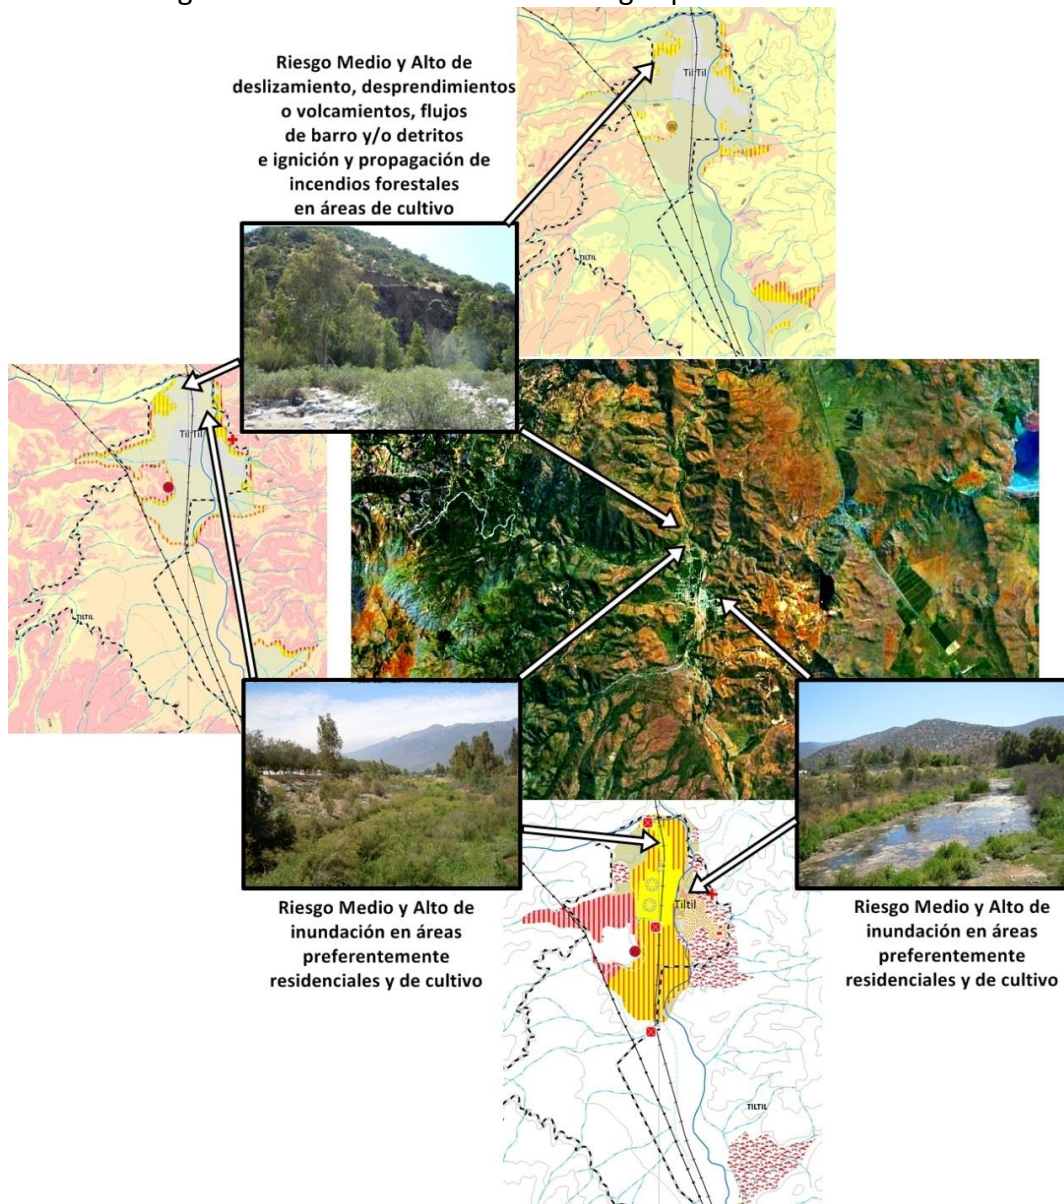 Riesgo Medio y Alto de
deslizamiento, desprendimientos
o volcamientos, flujos
de barro y/o detritos
e ignición y propagación de
incendios forestales
en áreas de cultivo
Til Til
W
TILTIL
Til Til
TILTIL
Riesgo Medio y Alto de
inundación en áreas
preferentemente
residenciales y de cultivo
Tiltil
TILTIL
Riesgo Medio y Alto de
inundación en áreas
preferentemente
residenciales y de cultivo